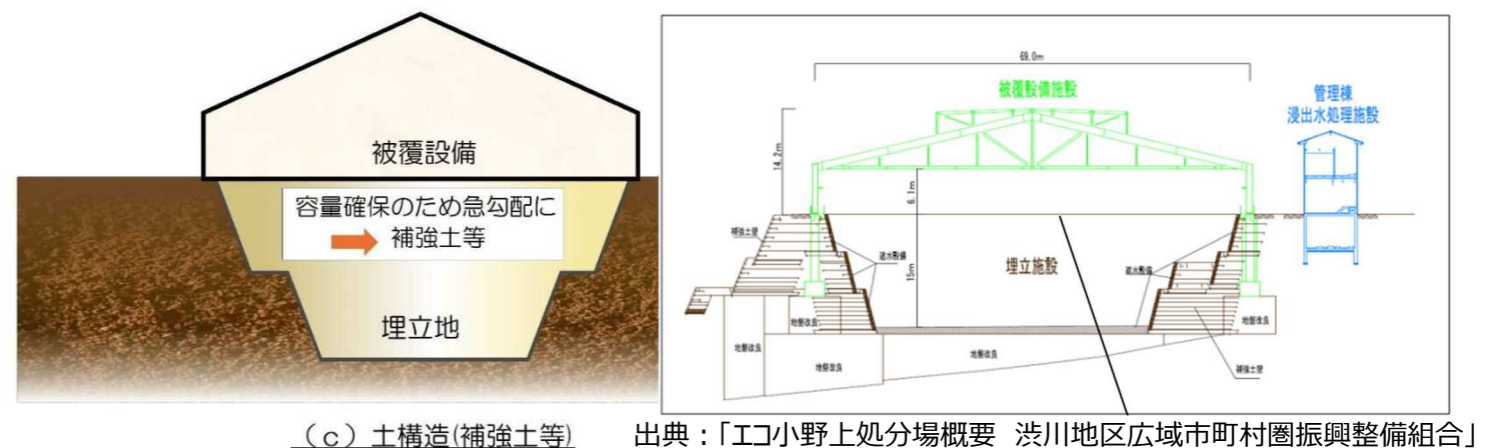 被覆設備
容量確保のため急勾配に
補強土等
埋立地
(c)土構造(補強土等)
69.0m
被覆設備施設
管理棟
浸出水処理施設
14.2m
6.1m
補強土壁
遮水設備
埋立施設
遮水設備
15m
地盤改良
地盤改良
地盤改良
地盤改良
地盤改良
補強土壁
出典:「エコ小野上処分場概要 渋川地区広域市町村圏振興整備組合」